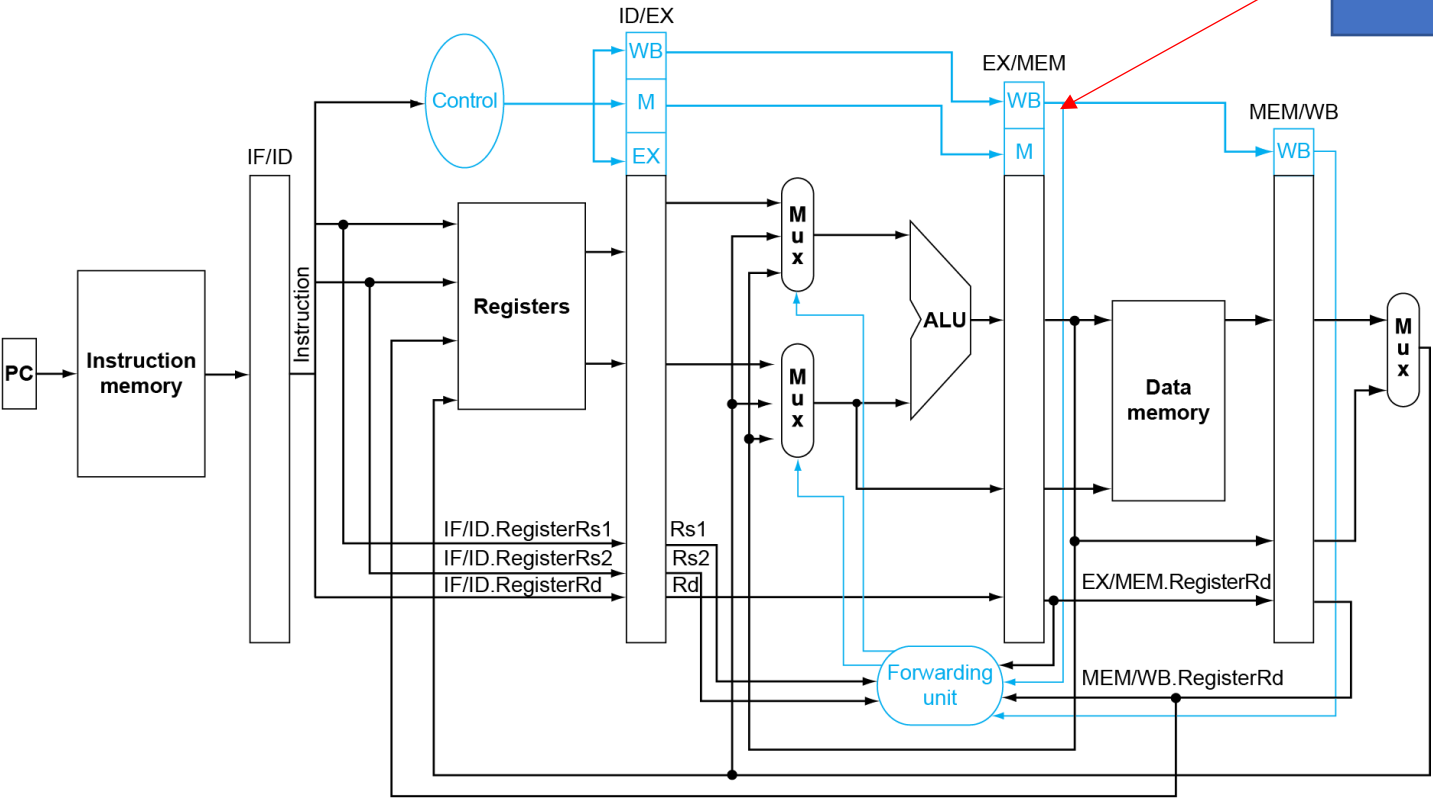 ID/EX
WB
EX/MEM
Control
M
WB
MEM/WB
IF/ID
EX
M
WB
Mux
Instruction
Registers
ALU
Mux
PC
Instruction
memory
Mux
Data
memory
IF/ID.RegisterRs1
Rs1
IF/ID.RegisterRs2
Rs2
IF/ID.RegisterRd
Rd
EX/MEM.RegisterRd
Forwarding
unit
MEM/WB.RegisterRd